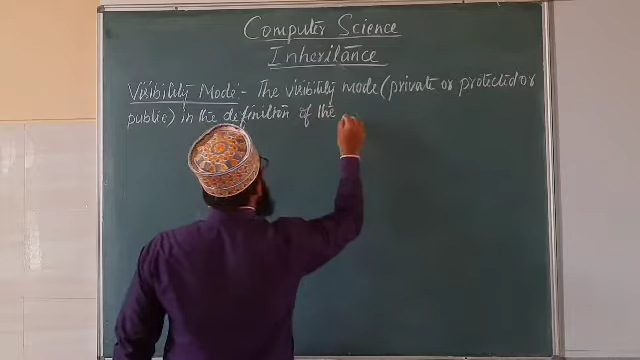 Computer Science
Inheritance
Visibility Mode:- The visibility mode (private or protected or
public) in the definition of the